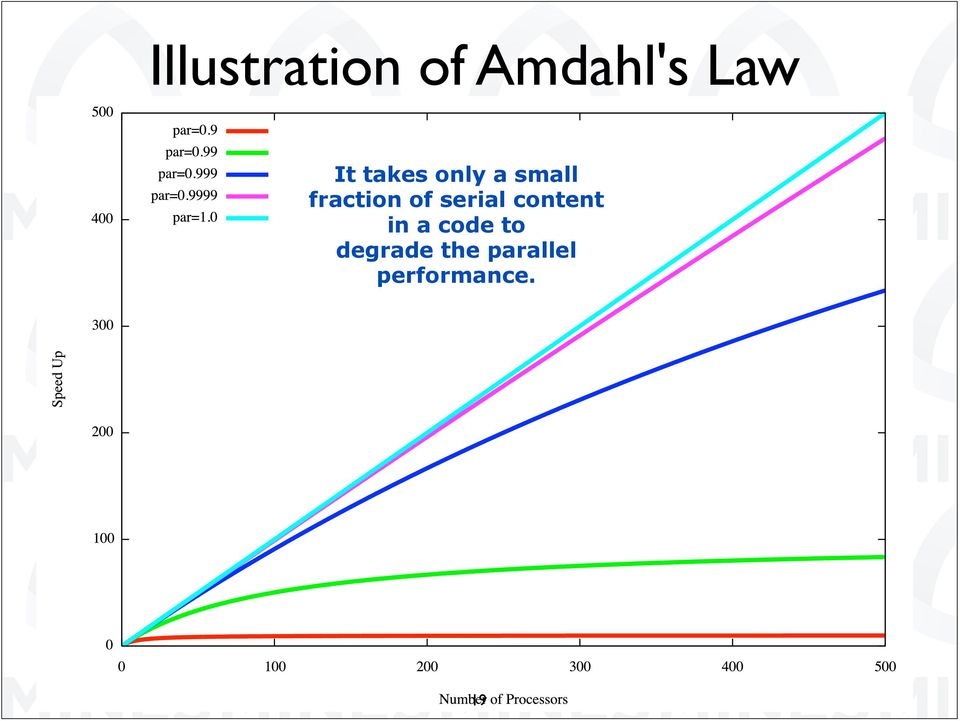 Illustration of Amdahl's Law
500
par=0.9
par=0.99
par=0.999
par=0.9999
par=1.0
It takes only a small
fraction of serial content
in a code to
degrade the parallel
performance.
400
300
Speed Up
200
100
0
0 100 200 300 400 500
Number of Processors
19